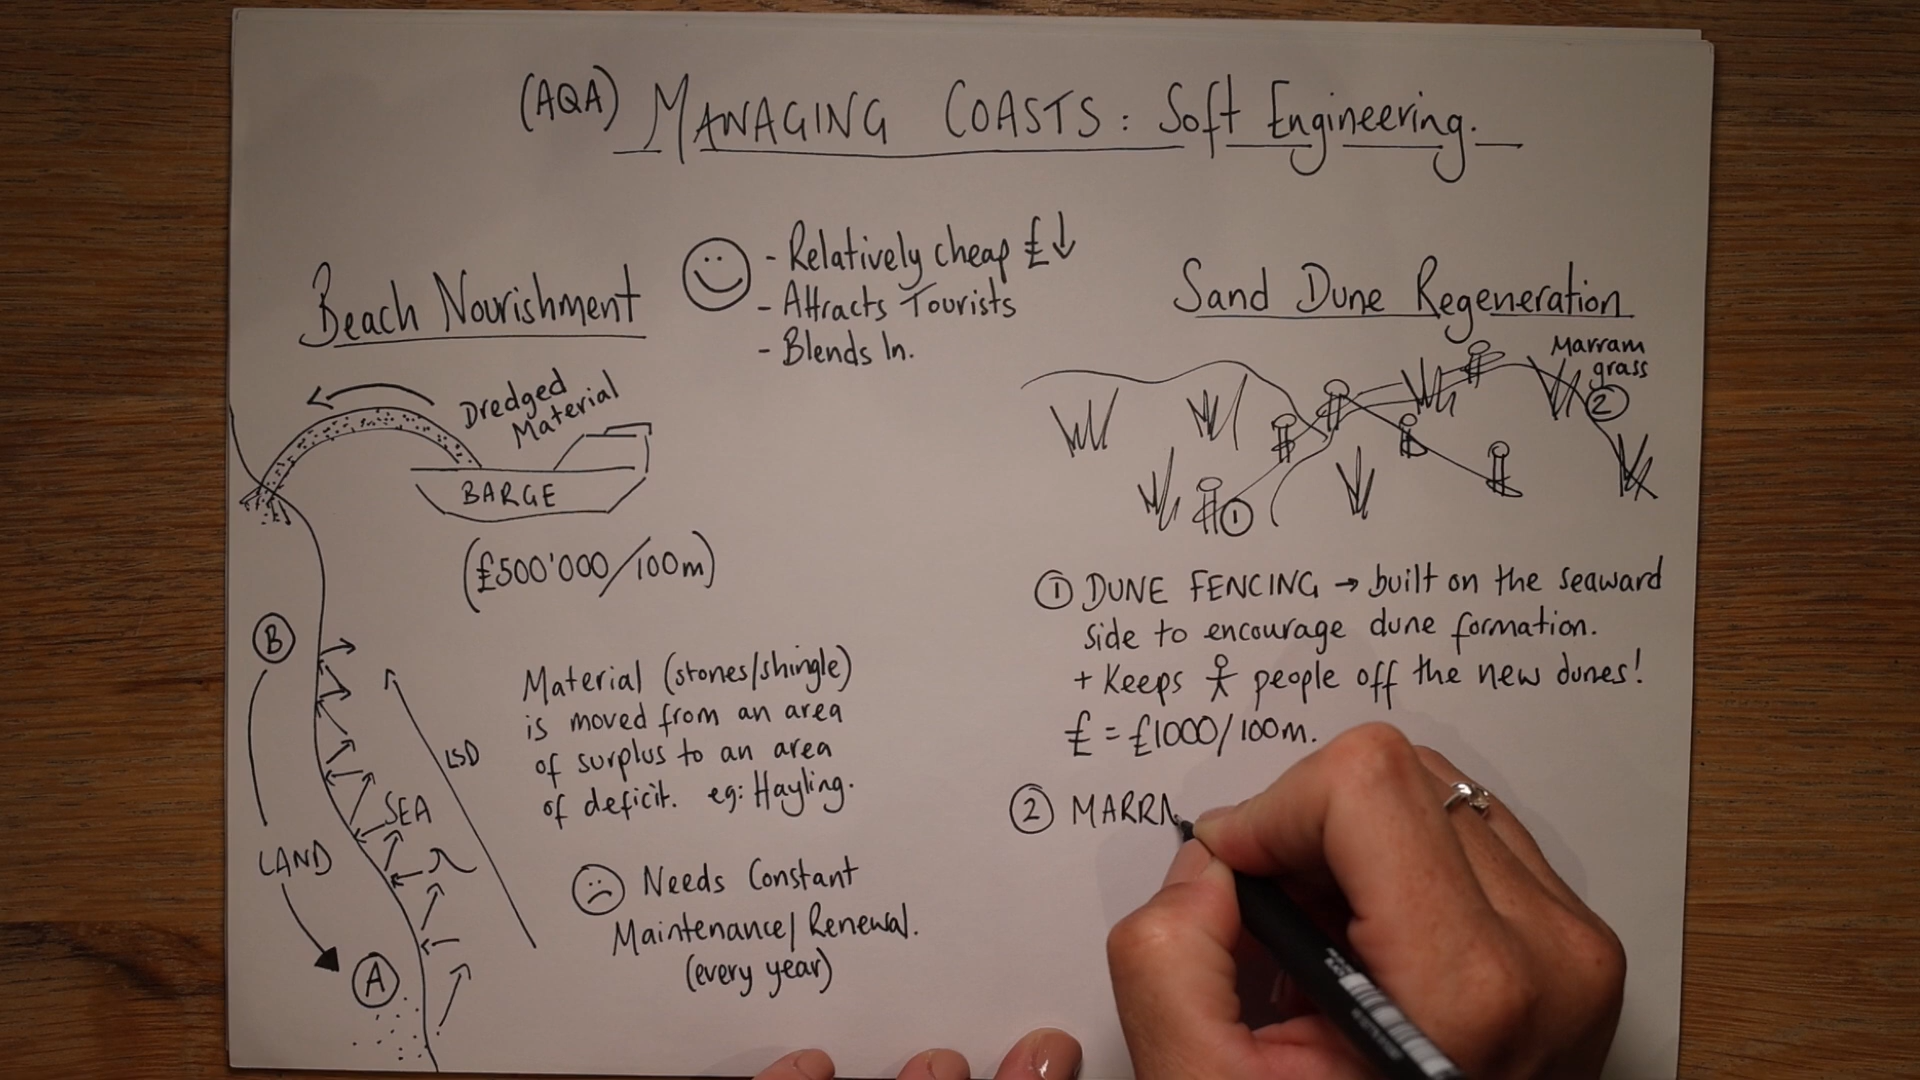 (AQA) MANAGING COASTS: Soft Engineering.
Beach Nourishment
- Relatively cheap £↓
- Attracts Tourists
- Blends In.
Dredged
Material
BARGE
(£500'000/100m)
B
LSD
SEA
LAND
A
Material (stones/shingle)
is moved from an area
of surplus to an area
of deficit. eg: Hayling.
Needs Constant
Maintenance/Renewal.
(every year)
Sand Dune Regeneration
Marram
grass
2
1
① DUNE FENCING → built on the seaward
side to encourage dune formation.
+ Keeps people off the new dunes!
£ = £1000/100m.
② MARRA